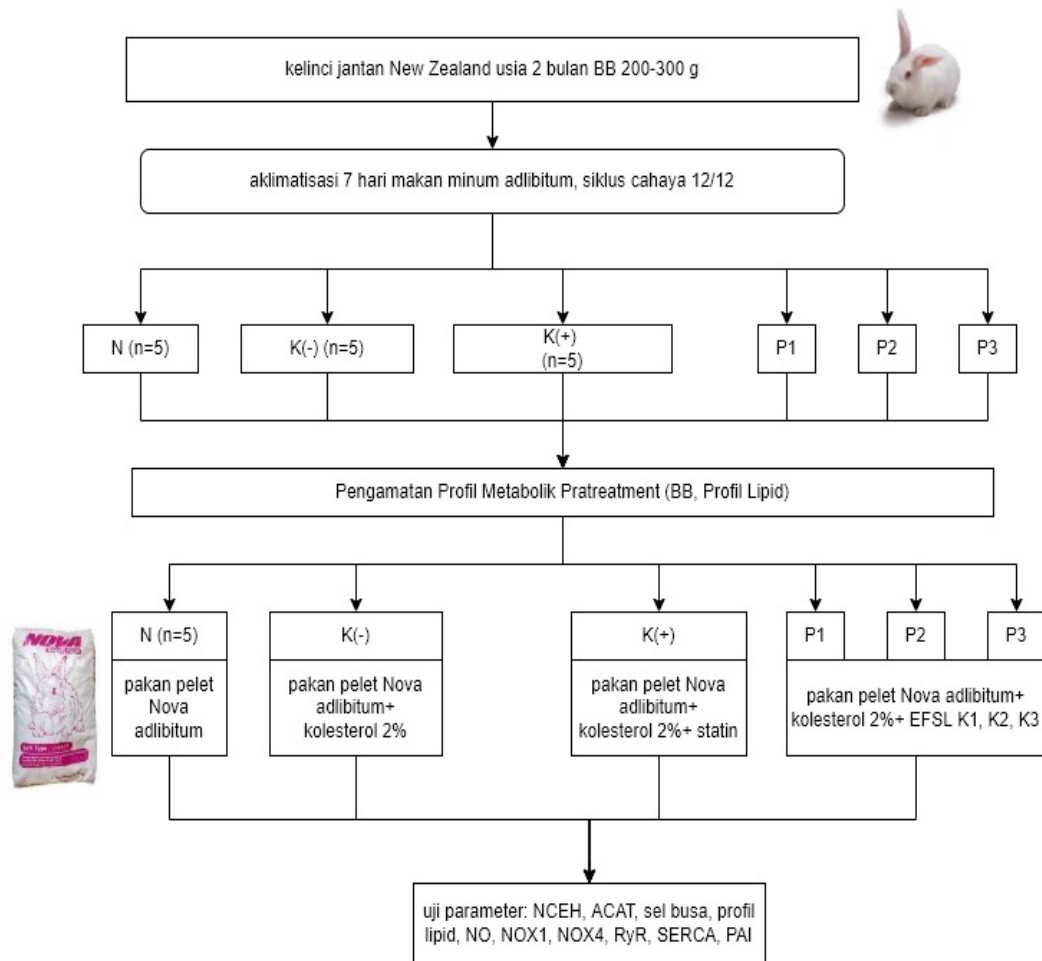 kelinci jantan New Zealand usia 2 bulan BB 200-300 g
aklimatisasi 7 hari makan minum adlibitum, siklus cahaya 12/12
N (n=5)
K(-) (n=5)
K(+)
(n=5)
P1
P2
P3
Pengamatan Profil Metabolik Pratreatment (BB, Profil Lipid)
N (n=5)
K(-)
K(+)
P1
P2
P3
NOVA
pakan pelet
Nova
adlibitum
pakan pelet Nova
adlibitum+
kolesterol 2%
pakan pelet Nova
adlibitum+
kolesterol 2%+ statin
pakan pelet Nova adlibitum+
kolesterol 2%+ EFSL K1, K2, K3
uji parameter: NCEH, ACAT, sel busa, profil
lipid, NO, NOX1, NOX4, RyR, SERCA, PAI